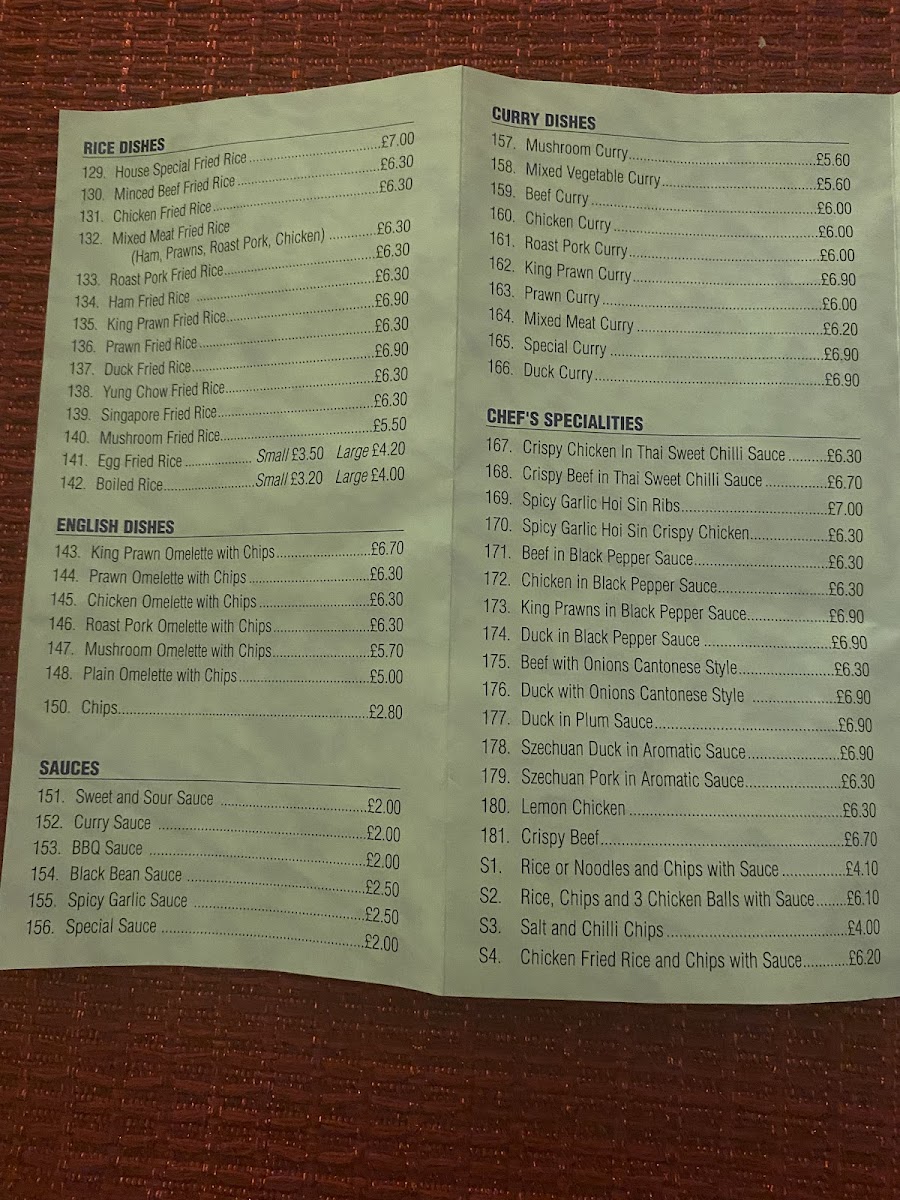 RICE DISHES
129. House Special Fried Rice ........ £7.00
130. Minced Beef Fried Rice ........ £6.30
131. Chicken Fried Rice ........ £6.30
132. Mixed Meat Fried Rice
(Ham, Prawns, Roast Pork, Chicken) ........ £6.30
133. Roast Pork Fried Rice ........ £6.30
134. Ham Fried Rice ........ £6.30
135. King Prawn Fried Rice ........ £6.90
136. Prawn Fried Rice ........ £6.30
137. Duck Fried Rice ........ £6.90
138. Yung Chow Fried Rice ........ £6.30
139. Singapore Fried Rice ........ £6.30
140. Mushroom Fried Rice ........ £5.50
141. Egg Fried Rice ........ Small £3.50 Large £4.20
142. Boiled Rice ........ Small £3.20 Large £4.00
ENGLISH DISHES
143. King Prawn Omelette with Chips ........ £6.70
144. Prawn Omelette with Chips ........ £6.30
145. Chicken Omelette with Chips ........ £6.30
146. Roast Pork Omelette with Chips ........ £6.30
147. Mushroom Omelette with Chips ........ £5.70
148. Plain Omelette with Chips ........ £5.00
150. Chips ........ £2.80
SAUCES
151. Sweet and Sour Sauce ........ £2.00
152. Curry Sauce ........ £2.00
153. BBQ Sauce ........ £2.00
154. Black Bean Sauce ........ £2.50
155. Spicy Garlic Sauce ........ £2.50
156. Special Sauce ........ £2.00
CURRY DISHES
157. Mushroom Curry ........ £5.60
158. Mixed Vegetable Curry ........ £5.60
159. Beef Curry ........ £6.00
160. Chicken Curry ........ £6.00
161. Roast Pork Curry ........ £6.00
162. King Prawn Curry ........ £6.90
163. Prawn Curry ........ £6.00
164. Mixed Meat Curry ........ £6.20
165. Special Curry ........ £6.90
166. Duck Curry ........ £6.90
CHEF'S SPECIALITIES
167. Crispy Chicken In Thai Sweet Chilli Sauce ........ £6.30
168. Crispy Beef in Thai Sweet Chilli Sauce ........ £6.70
169. Spicy Garlic Hoi Sin Ribs ........ £7.00
170. Spicy Garlic Hoi Sin Crispy Chicken ........ £6.30
171. Beef in Black Pepper Sauce ........ £6.30
172. Chicken in Black Pepper Sauce ........ £6.30
173. King Prawns in Black Pepper Sauce ........ £6.90
174. Duck in Black Pepper Sauce ........ £6.90
175. Beef with Onions Cantonese Style ........ £6.30
176. Duck with Onions Cantonese Style ........ £6.90
177. Duck in Plum Sauce ........ £6.90
178. Szechuan Duck in Aromatic Sauce ........ £6.90
179. Szechuan Pork in Aromatic Sauce ........ £6.30
180. Lemon Chicken ........ £6.30
181. Crispy Beef ........ £6.70
S1. Rice or Noodles and Chips with Sauce ........ £4.10
S2. Rice, Chips and 3 Chicken Balls with Sauce ........ £6.10
S3. Salt and Chilli Chips ........ £4.00
S4. Chicken Fried Rice and Chips with Sauce ........ £6.20